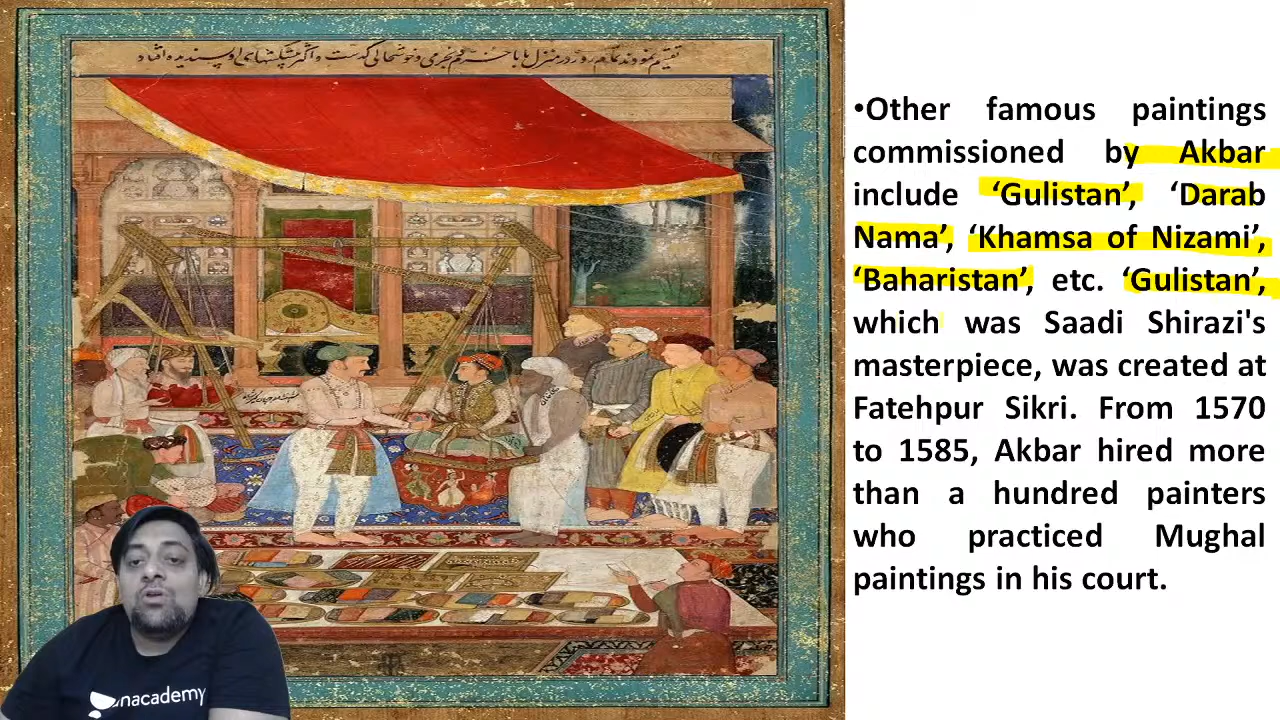 •Other famous paintings
commissioned by Akbar
include ‘Gulistan’, ‘Darab
Nama’, ‘Khamsa of Nizami’,
‘Baharistan’, etc. ‘Gulistan’,
which was Saadi Shirazi's
masterpiece, was created at
Fatehpur Sikri. From 1570
to 1585, Akbar hired more
than a hundred painters
who practiced Mughal
paintings in his court.
unacademy